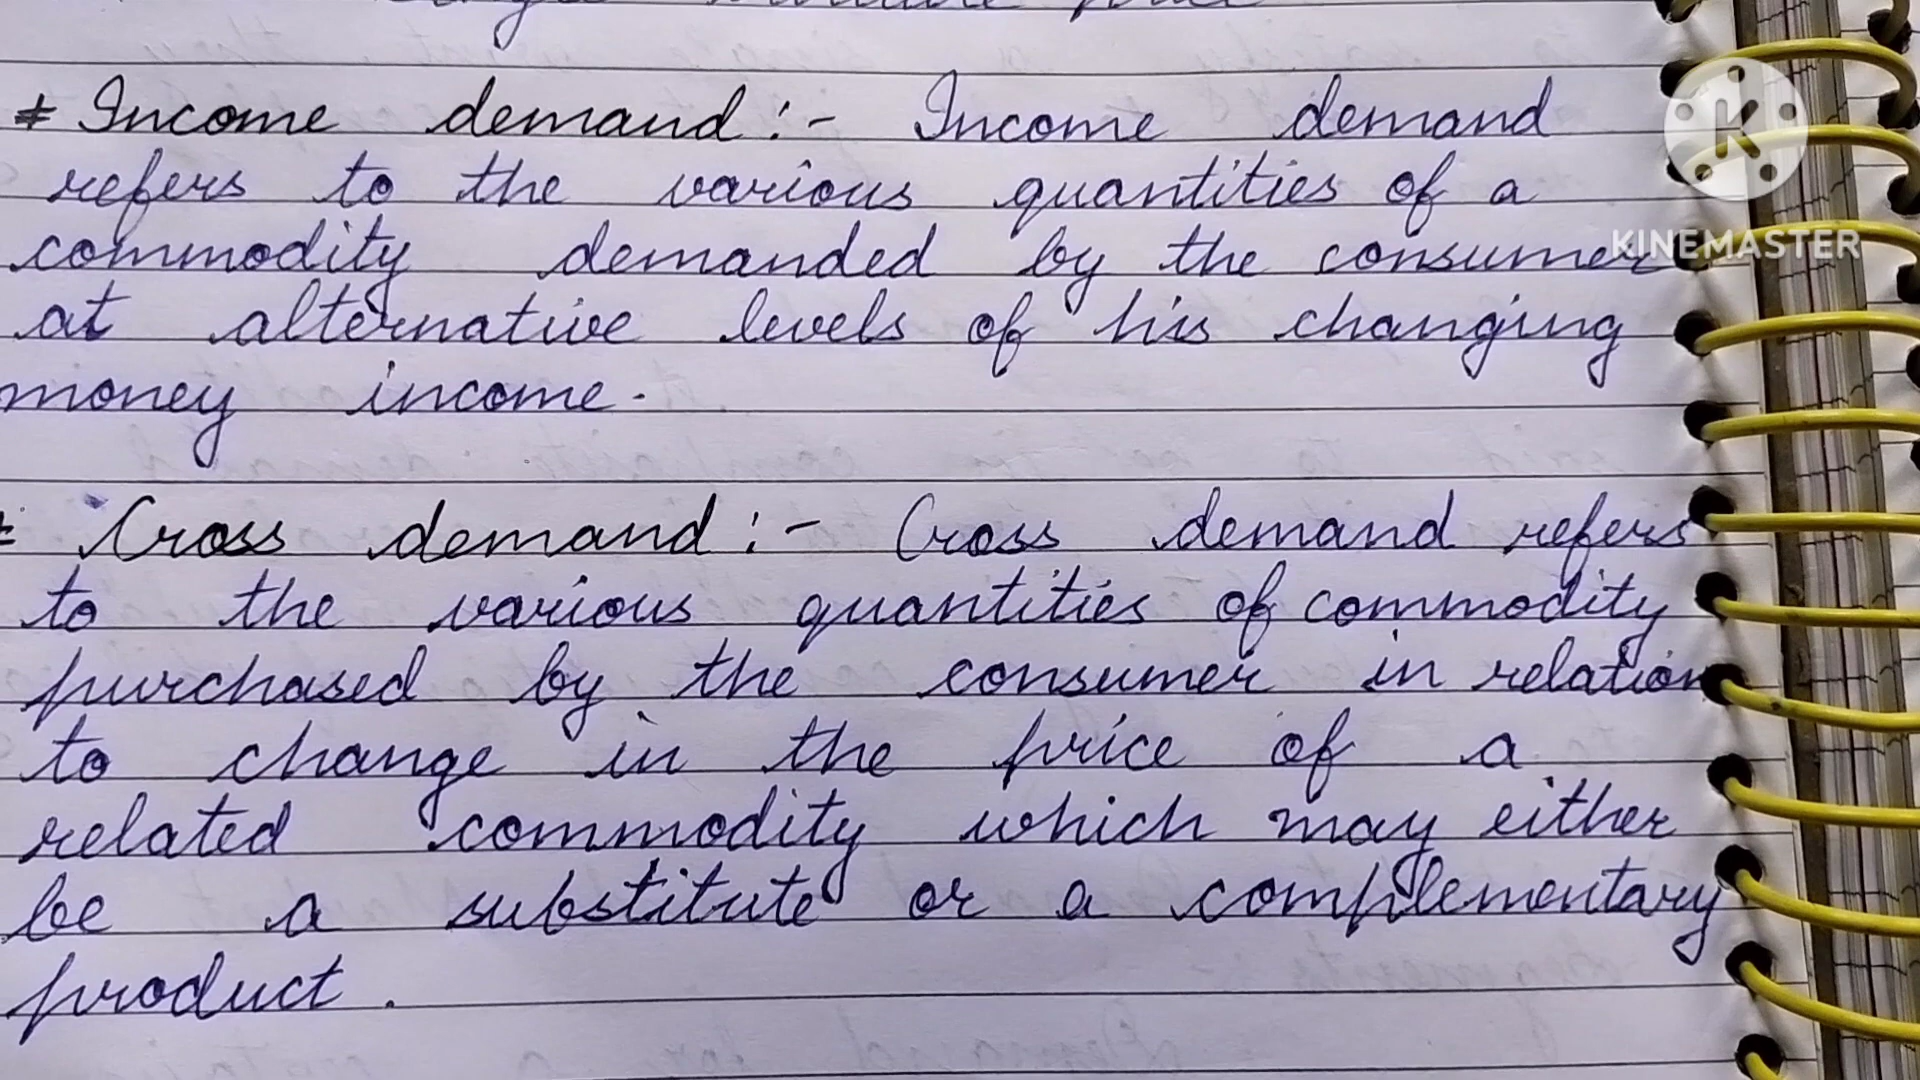 * Income demand :- Income demand
refers to the various quantities of a
commodity demanded by the consumer
at alternative levels of his changing
money income.
* Cross demand :- Cross demand refers
to the various quantities of commodity
purchased by the consumer in relation
to change in the price of a
related commodity which may either
be a substitute or a complementary
product.
KINEMASTER